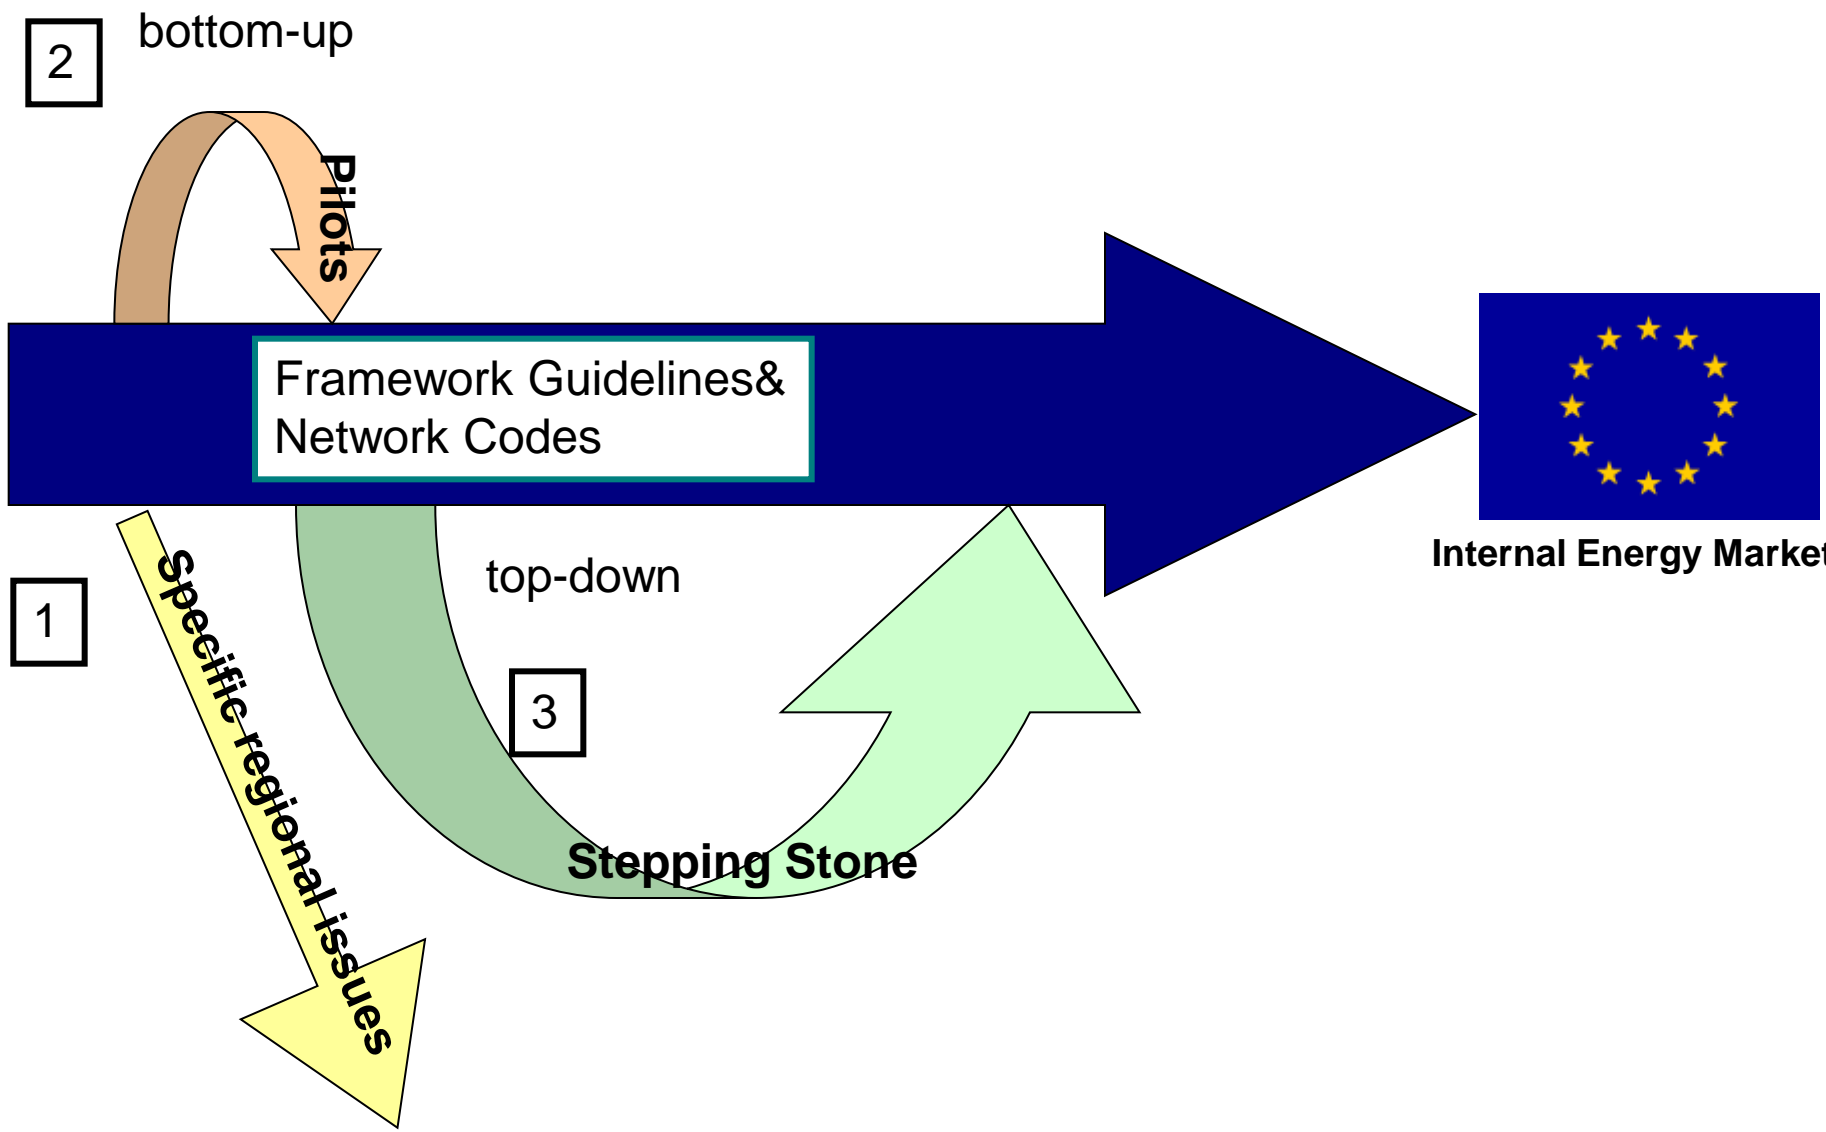 2
bottom-up
Pilots
Framework Guidelines&
Network Codes
Internal Energy Market
top-down
1
Specific regional issues
3
Stepping Stone